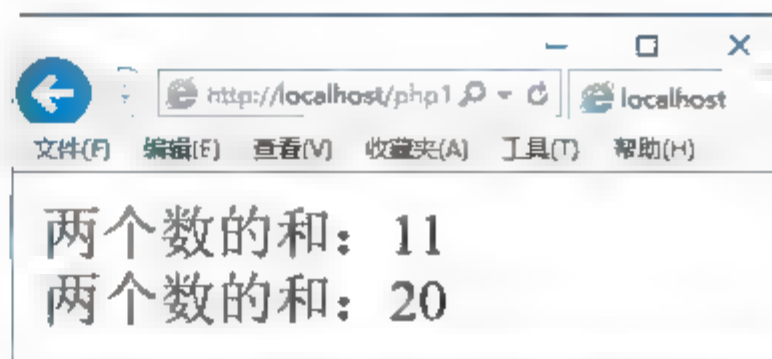 http://localhost/php1 localhost
文件(F) 编辑(E) 查看(V) 收藏夹(A) 工具(T) 帮助(H)
两个数的和：11
两个数的和：20